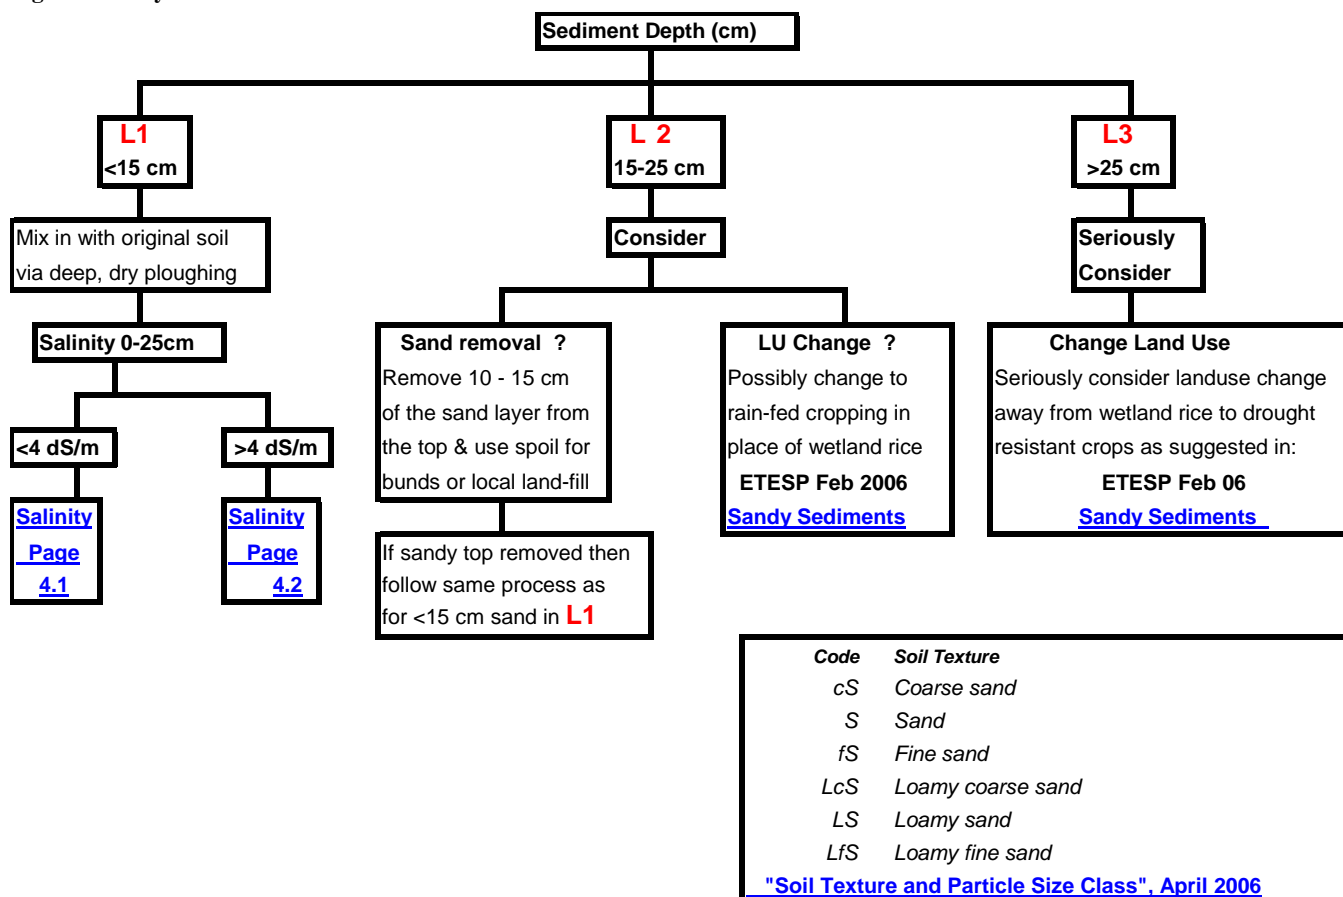 Sediment Depth (cm)
L1
<15 cm
L 2
15-25 cm
L3
>25 cm
Mix in with original soil
via deep, dry ploughing
Consider
Seriously
Consider
Salinity 0-25cm
<4 dS/m
>4 dS/m
Salinity
Page
4.1
Salinity
Page
4.2
Sand removal ?
Remove 10 - 15 cm
of the sand layer from
the top & use spoil for
bunds or local land-fill
If sandy top removed then
follow same process as
for <15 cm sand in L1
LU Change ?
Possibly change to
rain-fed cropping in
place of wetland rice
ETESP Feb 2006
Sandy Sediments
Change Land Use
Seriously consider landuse change
away from wetland rice to drought
resistant crops as suggested in:
ETESP Feb 06
Sandy Sediments
Code Soil Texture
cS Coarse sand
S Sand
fS Fine sand
LcS Loamy coarse sand
LS Loamy sand
LfS Loamy fine sand
"Soil Texture and Particle Size Class", April 2006